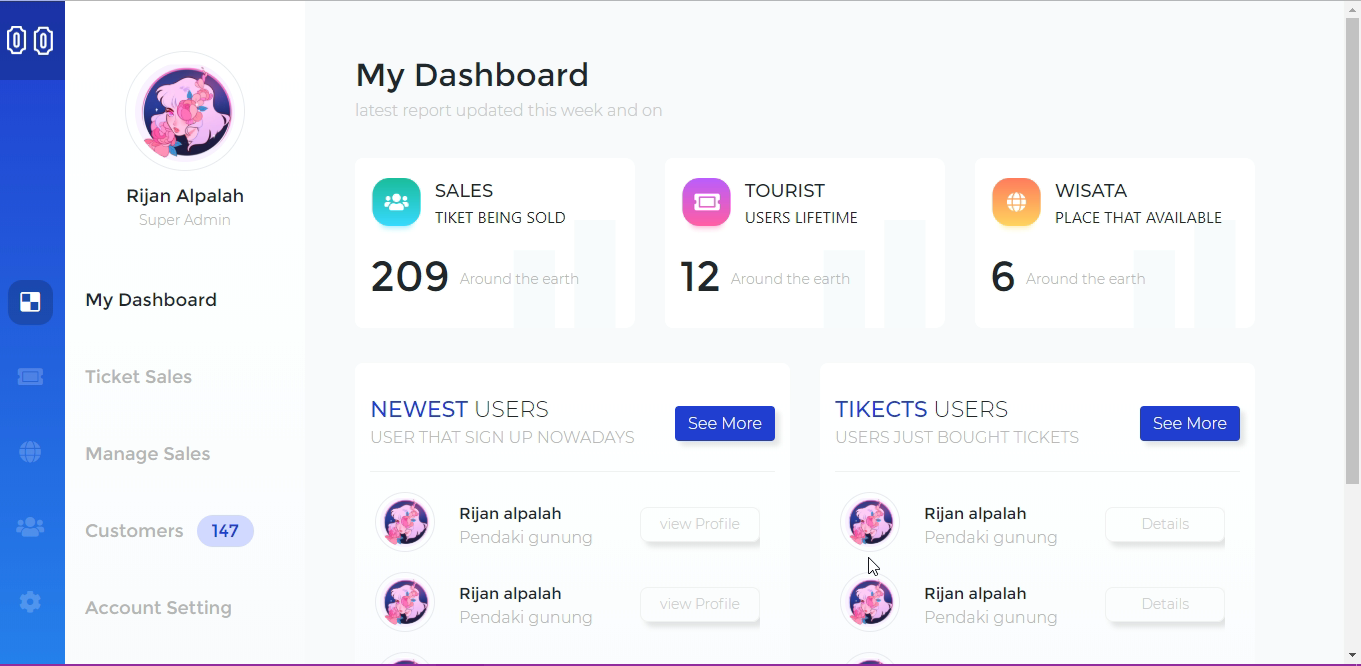 Rijan Alpalah
Super Admin
My Dashboard
Ticket Sales
Manage Sales
Customers 147
Account Setting
My Dashboard
latest report updated this week and on
SALES
TIKET BEING SOLD
209 Around the earth
TOURIST
USERS LIFETIME
12 Around the earth
WISATA
PLACE THAT AVAILABLE
6 Around the earth
NEWEST USERS
USER THAT SIGN UP NOWADAYS
See More
Rijan alpalah
Pendaki gunung
view Profile
Rijan alpalah
Pendaki gunung
view Profile
TIKECTS USERS
USERS JUST BOUGHT TICKETS
See More
Rijan alpalah
Pendaki gunung
Details
Rijan alpalah
Pendaki gunung
Details